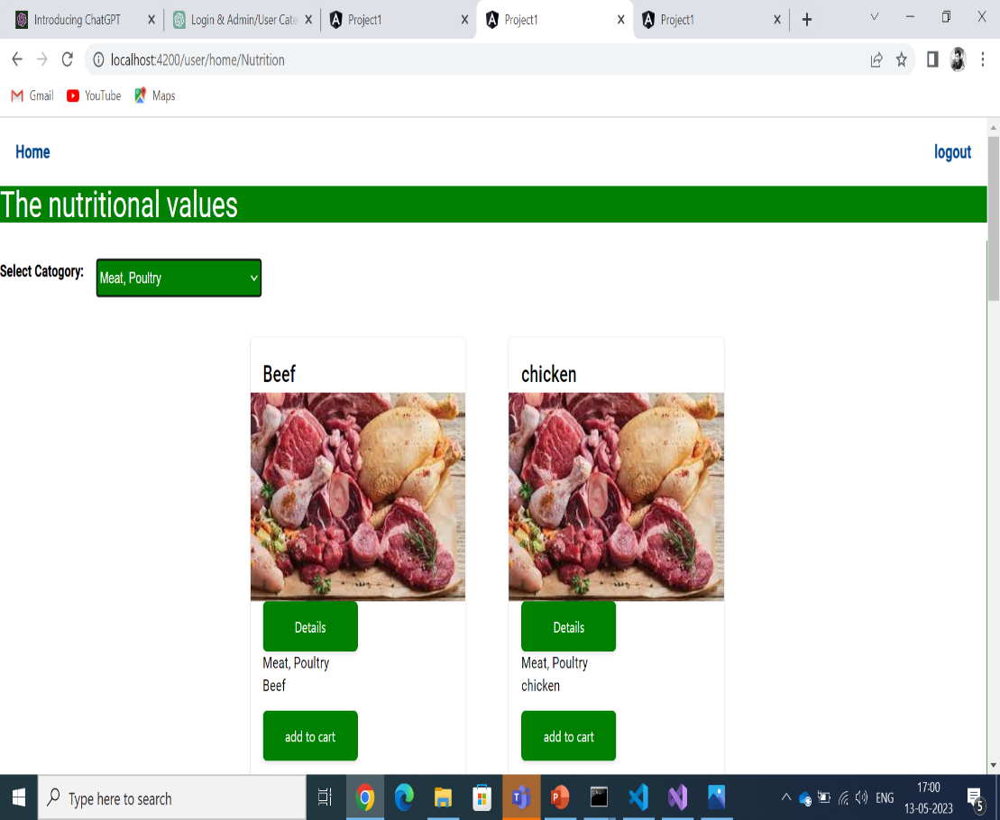 Introducing ChatGPT
Login & Admin/User Cate
Project1
Project1
Project1
localhost:4200/user/home/Nutrition
Gmail
YouTube
Maps
Home
logout
The nutritional values
Select Catogory:
Meat, Poultry
Beef
chicken
Details
Details
Meat, Poultry
Meat, Poultry
Beef
chicken
add to cart
add to cart
Type here to search
ENG
17:00
13-05-2023
5